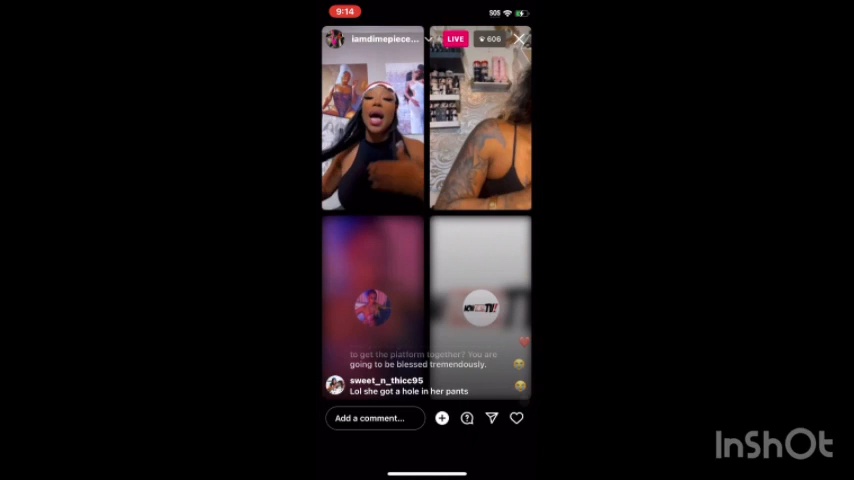 9:14
SOS
iamdimepiece...
LIVE
606
to get the platform together? You are
going to be blessed tremendously.
sweet_n_thicc95
Lol she got a hole in her pants
Add a comment...
InShOt